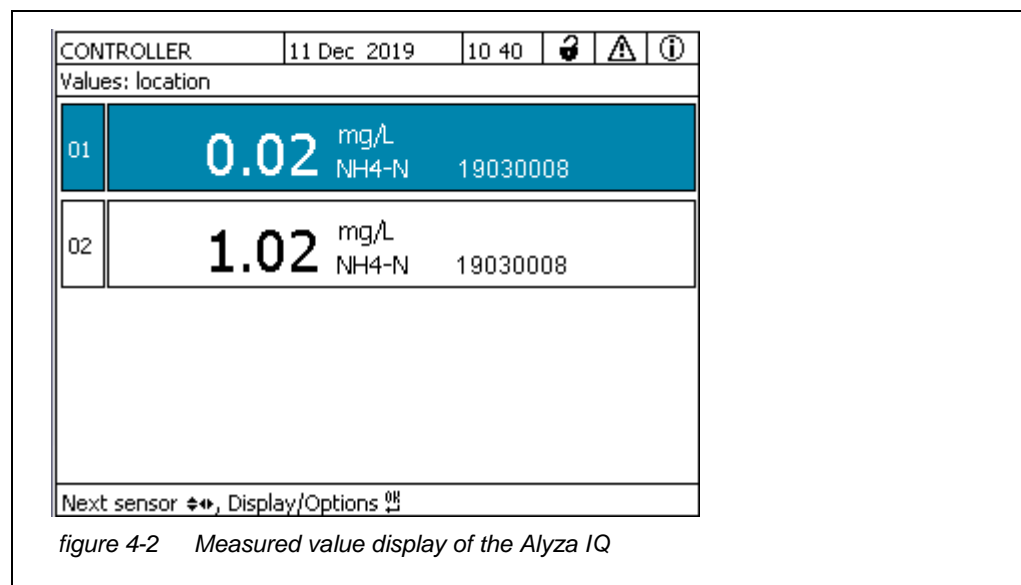 CONTROLLER 11 Dec 2019 10 40
Values: location
01 0.02 mg/L NH4-N 19030008
02 1.02 mg/L NH4-N 19030008
Next sensor, Display/Options OK
figure 4-2 Measured value display of the Alyza IQ